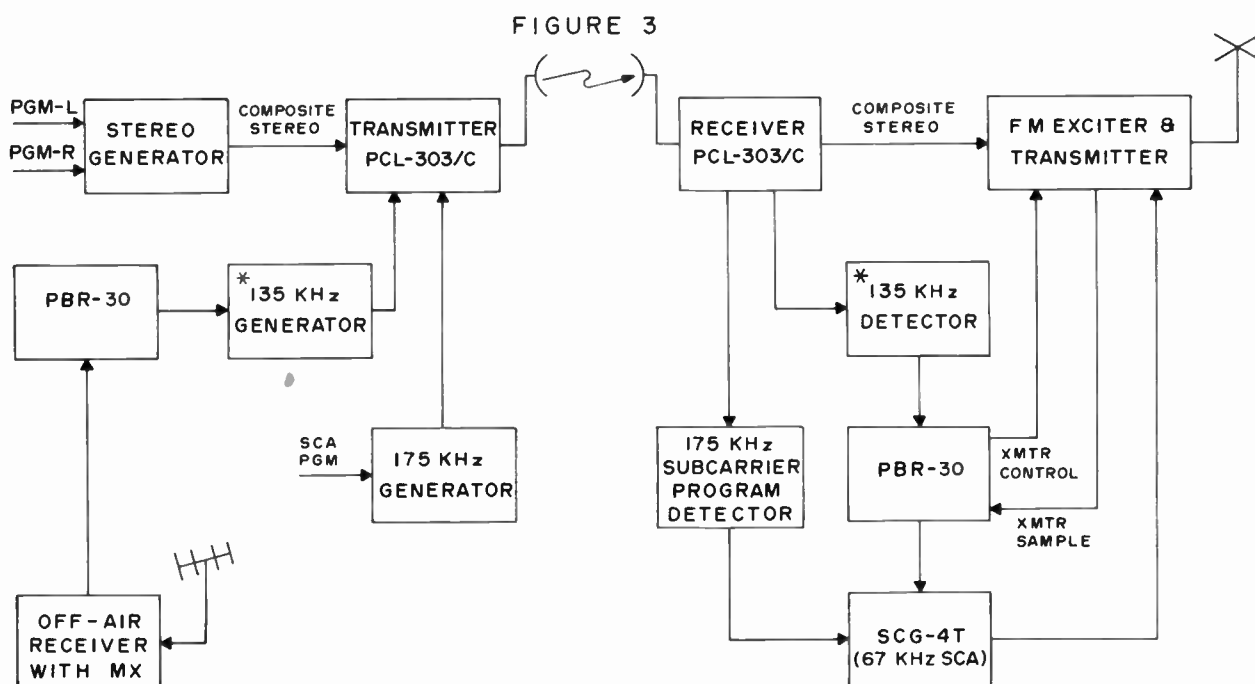 FIGURE 3
PGM-L
PGM-R
STEREO
GENERATOR
COMPOSITE
STEREO
TRANSMITTER
PCL-303/C
RECEIVER
PCL-303/C
COMPOSITE
STEREO
FM EXCITER &
TRANSMITTER
PBR-30
*135 KHz
GENERATOR
*135 KHz
DETECTOR
SCA
PGM
175 KHz
GENERATOR
175 KHz
SUBCARRIER
PROGRAM
DETECTOR
PBR-30
XMTR
CONTROL
XMTR
SAMPLE
OFF-AIR
RECEIVER
WITH MX
SCG-4T
(67 KHz SCA)